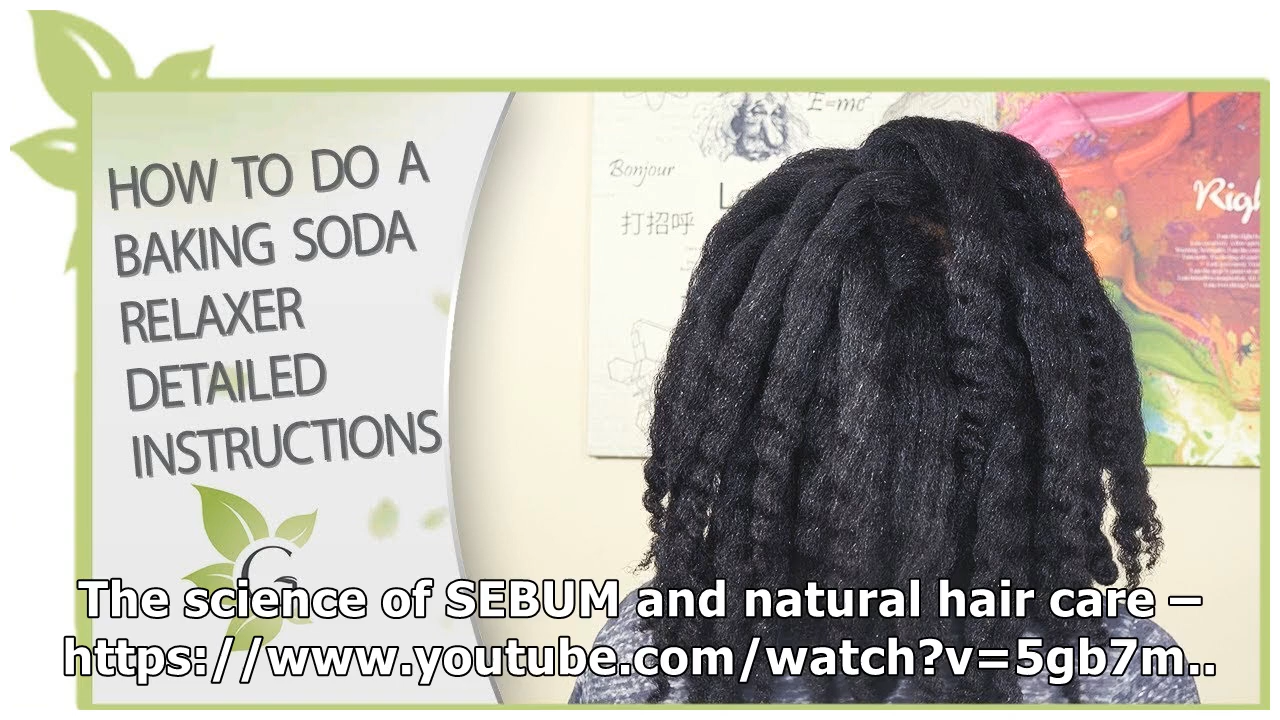 HOW TO DO A
BAKING SODA
RELAXER
DETAILED
INSTRUCTIONS
G
E=mc²
Bonjour
打招呼
The science of SEBUM and natural hair care –
https://www.youtube.com/watch?v=5gb7m..